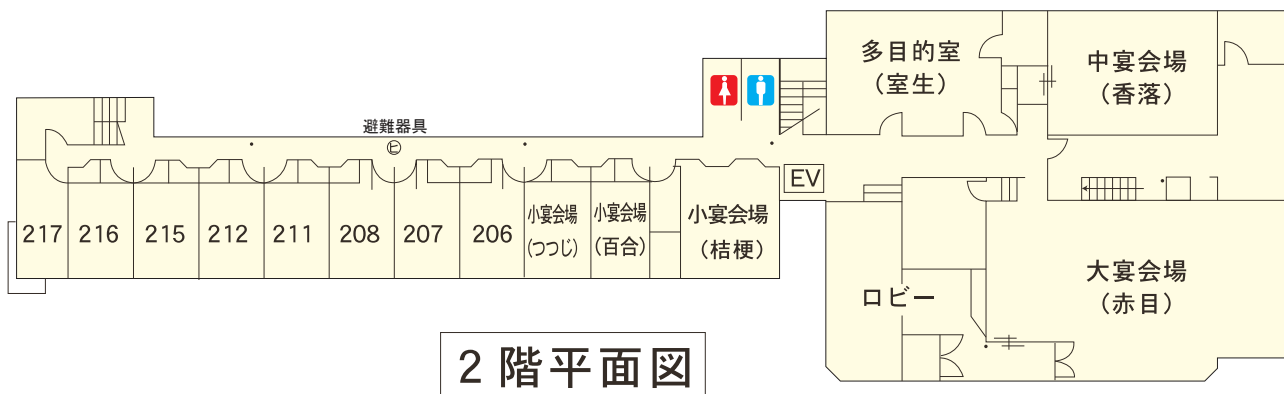 多目的室
(室生)
中宴会場
(香落)
避難器具
ヒ
EV
217
216
215
212
211
208
207
206
小宴会場
(つつじ)
小宴会場
(百合)
小宴会場
(桔梗)
大宴会場
(赤目)
ロビー
2階平面図